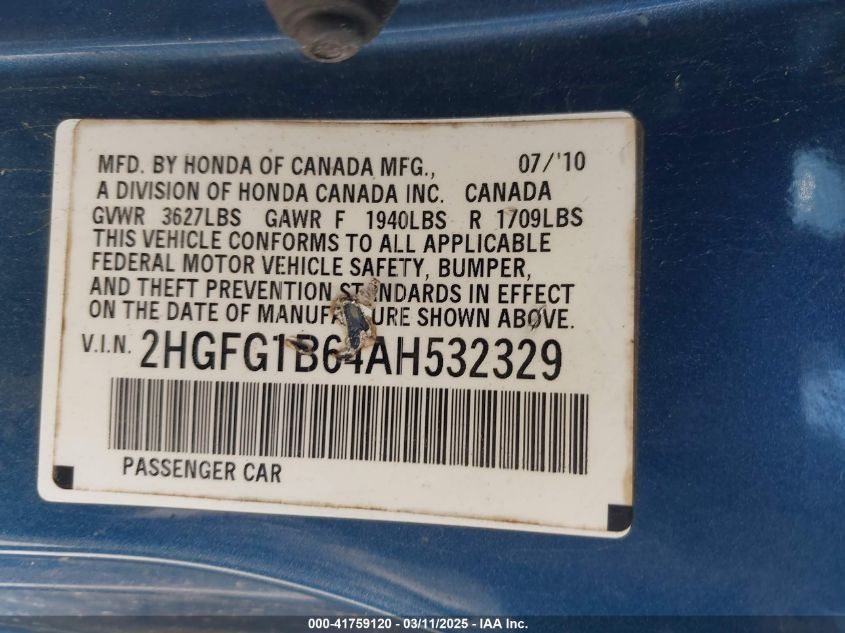 MFD. BY HONDA OF CANADA MFG., 07/'10
A DIVISION OF HONDA CANADA INC. CANADA
GVWR 3627LBS GAWR F 1940LBS R 1709LBS
THIS VEHICLE CONFORMS TO ALL APPLICABLE
FEDERAL MOTOR VEHICLE SAFETY, BUMPER,
AND THEFT PREVENTION STANDARDS IN EFFECT
ON THE DATE OF MANUFACTURE SHOWN ABOVE.
V.I.N. 2HGFG1B64AH532329
PASSENGER CAR
000-41759120 - 03/11/2025 - IAA Inc.